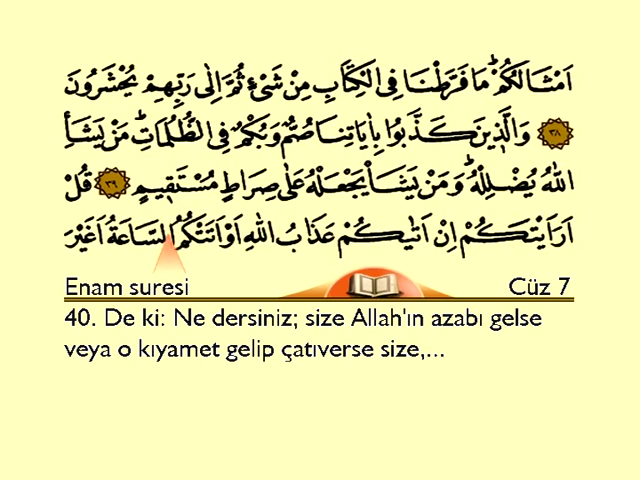 اَمْثَالُكُمْۜ مَا فَرَّطْنَا فِي الْكِتَابِ مِنْ شَيْءٍ ثُمَّ اِلٰى رَبِّهِمْ يُحْشَرُونَ
﴿٣٨﴾ وَالَّذ۪ينَ كَذَّبُوا بِاٰيَاتِنَا صُمٌّ وَبُكْمٌ فِي الظُّلُمَاتِۜ مَنْ يَشَأِ
اللّٰهُ يُضْلِلْهُۜ وَمَنْ يَشَأْ يَجْعَلْهُ عَلٰى صِرَاطٍ مُسْتَق۪يمٍ ﴿٣٩﴾ قُلْ
اَرَاَيْتَكُمْ اِنْ اَتٰيكُمْ عَذَابُ اللّٰهِ اَوْ اَتَتْكُمُ السَّاعَةُ اَغَيْرَ
Enam suresi Cüz 7
40. De ki: Ne dersiniz; size Allah'ın azabı gelse
veya o kıyamet gelip çatıverse size,...